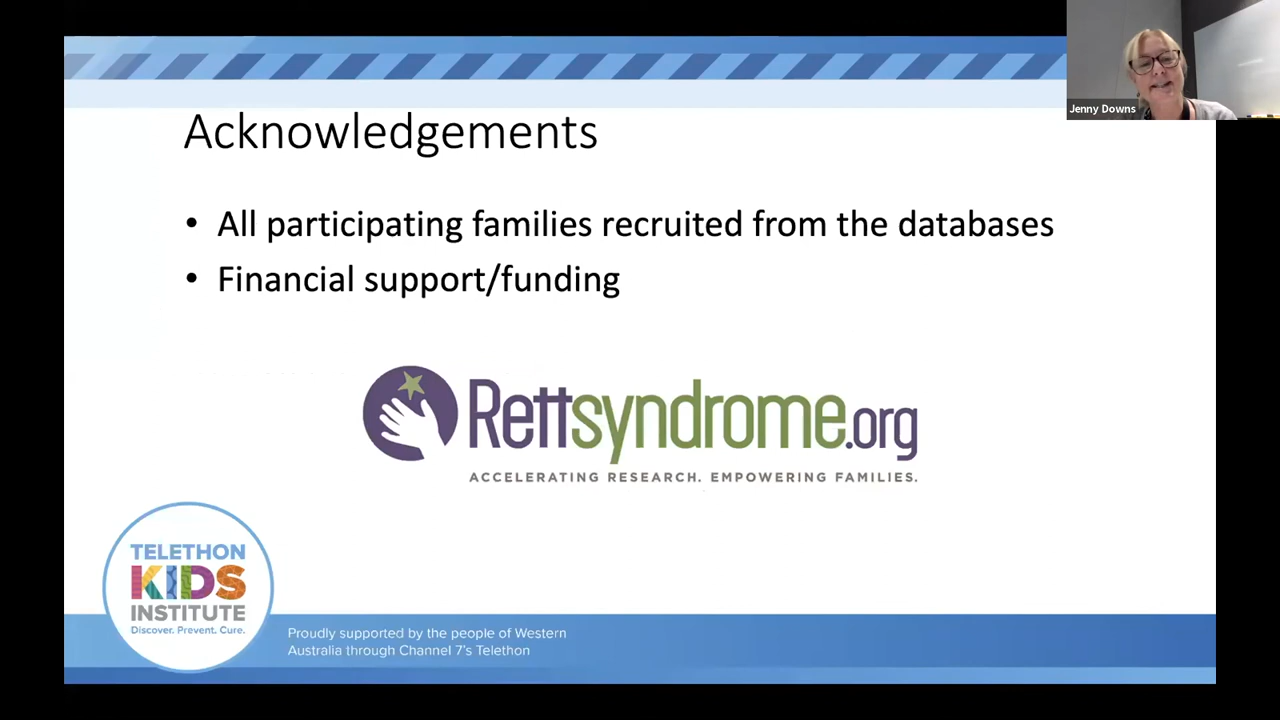 Jenny Downs
Acknowledgements
• All participating families recruited from the databases
• Financial support/funding
Rettsyndrome.org
ACCELERATING RESEARCH. EMPOWERING FAMILIES.
TELETHON
KIDS
INSTITUTE
Discover. Prevent. Cure.
Proudly supported by the people of Western
Australia through Channel 7's Telethon